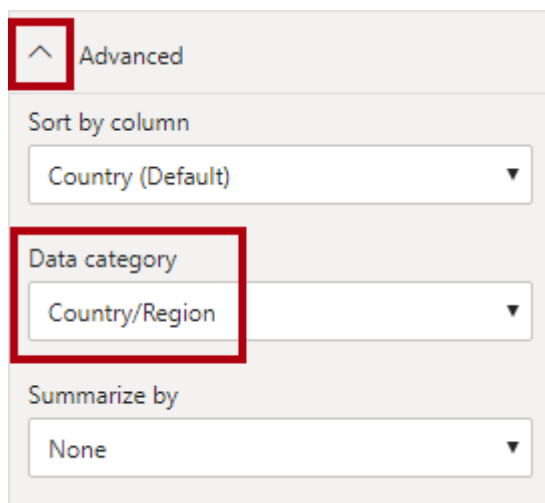 Advanced
Sort by column
Country (Default)
Data category
Country/Region
Summarize by
None